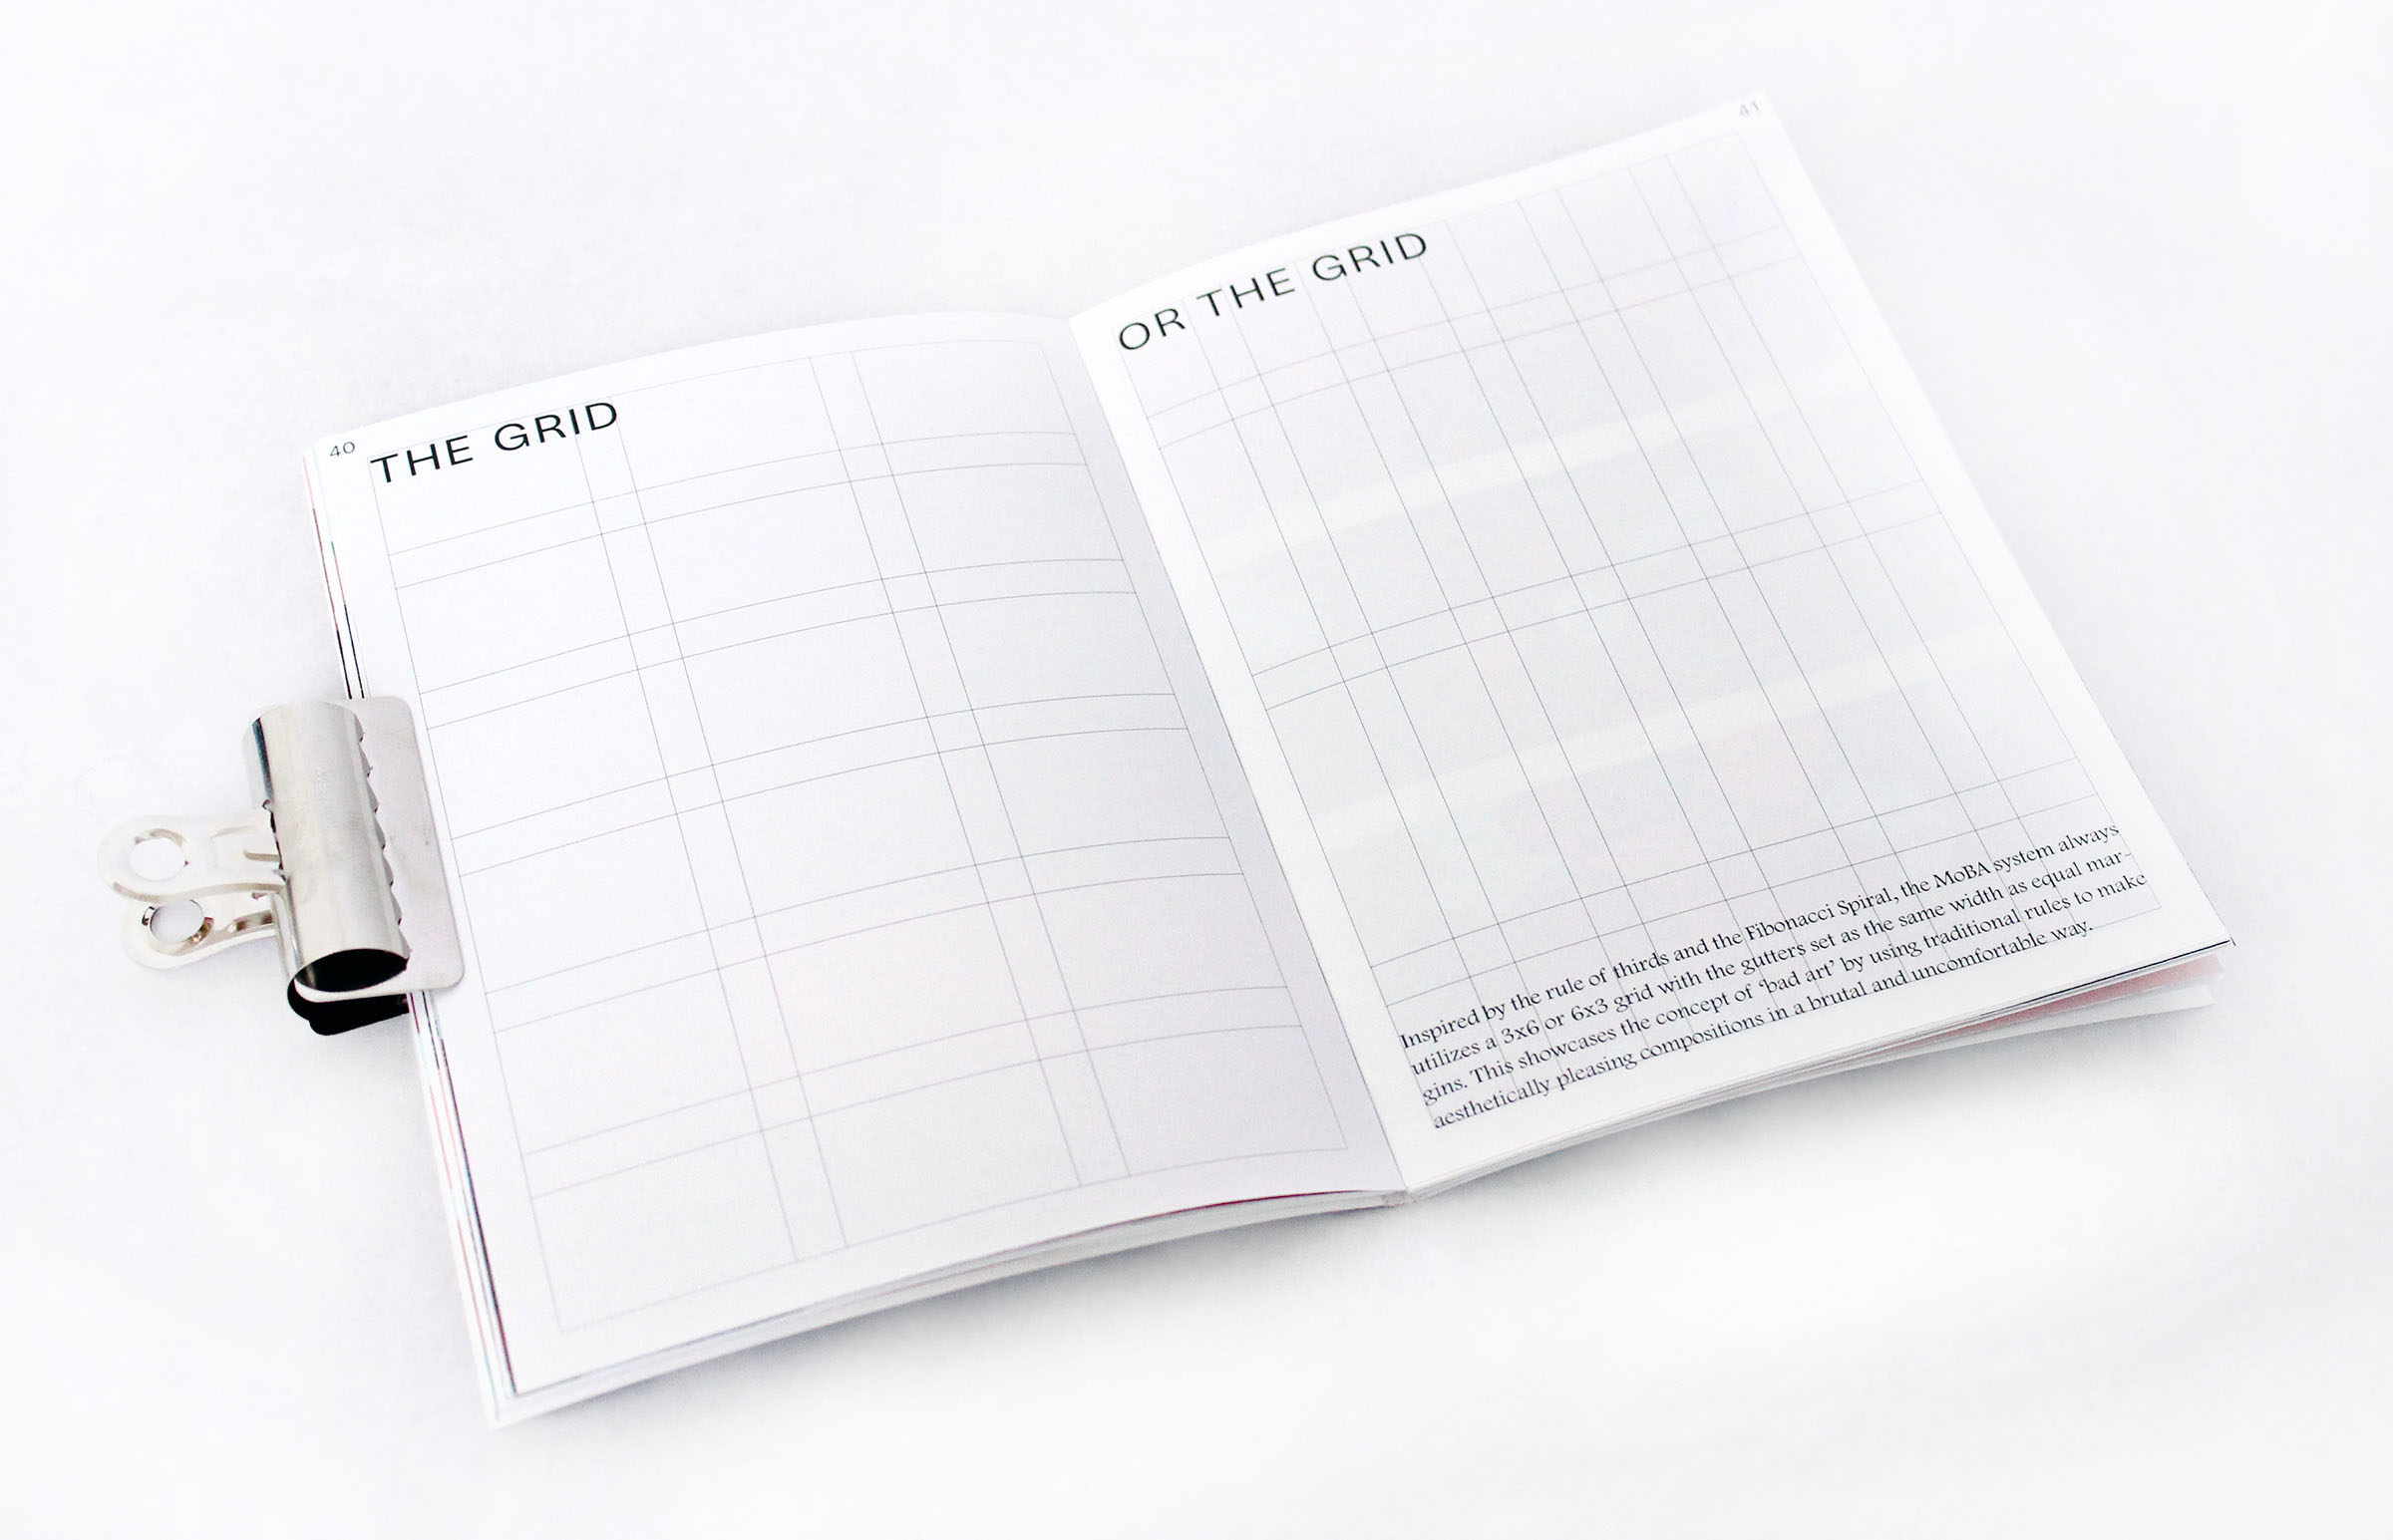 40
THE GRID
41
OR THE GRID
Inspired by the rule of thirds and the Fibonacci Spiral, the MoBA system always
utilizes a 3x6 or 6x3 grid with the gutters set as the same width as equal mar-
gins. This showcases the concept of ‘bad art’ by using traditional rules to make
aesthetically pleasing compositions in a brutal and uncomfortable way.